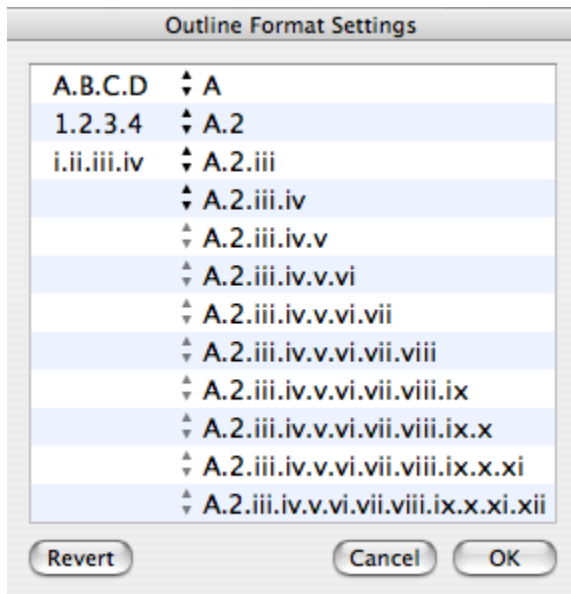 Outline Format Settings
A.B.C.D A
1.2.3.4 A.2
i.ii.iii.iv A.2.iii
A.2.iii.iv
A.2.iii.iv.v
A.2.iii.iv.v.vi
A.2.iii.iv.v.vi.vii
A.2.iii.iv.v.vi.vii.viii
A.2.iii.iv.v.vi.vii.viii.ix
A.2.iii.iv.v.vi.vii.viii.ix.x
A.2.iii.iv.v.vi.vii.viii.ix.x.xi
A.2.iii.iv.v.vi.vii.viii.ix.x.xi.xii
Revert Cancel OK